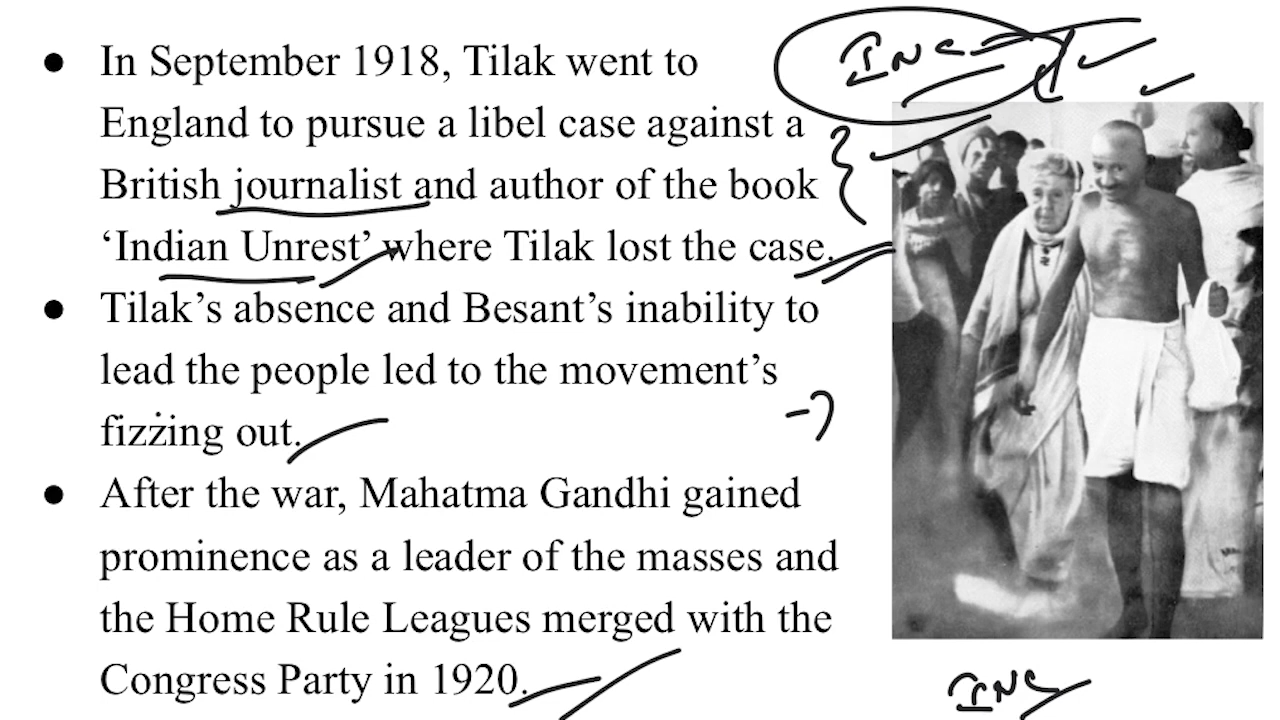 ● In September 1918, Tilak went to
England to pursue a libel case against a
British journalist and author of the book
‘Indian Unrest’ where Tilak lost the case.
● Tilak’s absence and Besant’s inability to
lead the people led to the movement’s
fizzing out.
● After the war, Mahatma Gandhi gained
prominence as a leader of the masses and
the Home Rule Leagues merged with the
Congress Party in 1920.
INC
INC